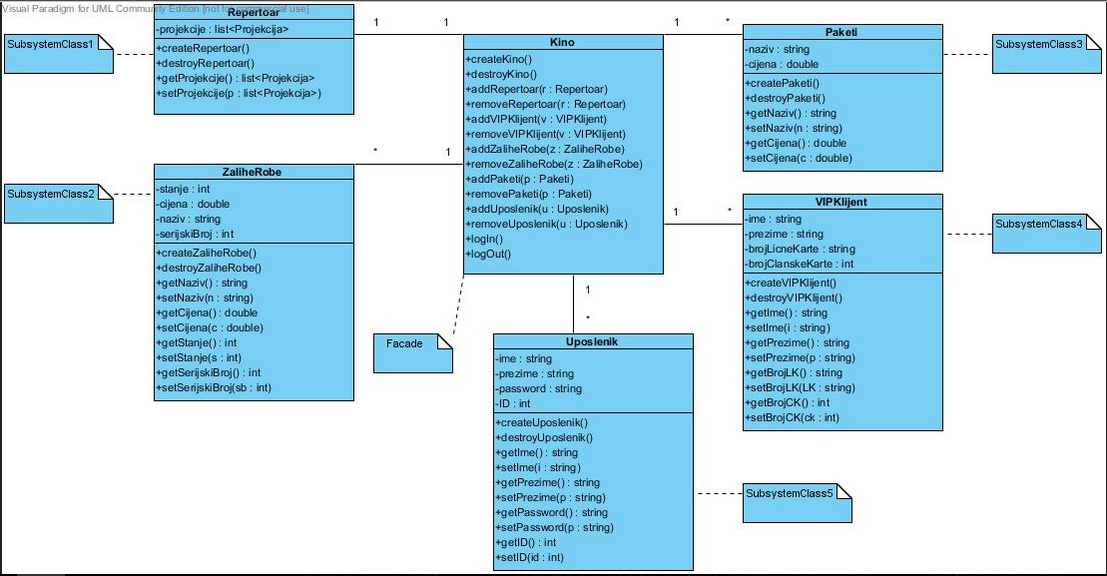 Visual Paradigm for UML Community Edition [not for commercial use]
SubsystemClass1
Repertoar
-projekcije : list<Projekcija>
+createRepertoar()
+destroyRepertoar()
+getProjekcije() : list<Projekcija>
+setProjekcije(p : list<Projekcija>)
1
1
Kino
+createKino()
+destroyKino()
+addRepertoar(r : Repertoar)
+removeRepertoar(r : Repertoar)
+addVIPKlijent(v : VIPKlijent)
+removeVIPKlijent(v : VIPKlijent)
+addZaliheRobe(z : ZaliheRobe)
+removeZaliheRobe(z : ZaliheRobe)
+addPaketi(p : Paketi)
+removePaketi(p : Paketi)
+addUposlenik(u : Uposlenik)
+removeUposlenik(u : Uposlenik)
+logIn()
+logOut()
1
*
Paketi
-naziv : string
-cijena : double
+createPaketi()
+destroyPaketi()
+getNaziv() : string
+setNaziv(n : string)
+getCijena() : double
+setCijena(c : double)
SubsystemClass3
SubsystemClass2
ZaliheRobe
-stanje : int
-cijena : double
-naziv : string
-serijskiBroj : int
+createZaliheRobe()
+destroyZaliheRobe()
+getNaziv() : string
+setNaziv(n : string)
+getCijena() : double
+setCijena(c : double)
+getStanje() : int
+setStanje(s : int)
+getSerijskiBroj() : int
+setSerijskiBroj(sb : int)
*
1
1
*
VIPKlijent
-ime : string
-prezime : string
-brojLicneKarte : string
-brojClanskeKarte : int
+createVIPKlijent()
+destroyVIPKlijent()
+getIme() : string
+setIme(i : string)
+getPrezime() : string
+setPrezime(p : string)
+getBrojLK() : string
+setBrojLK(LK : string)
+getBrojCK() : int
+setBrojCK(ck : int)
SubsystemClass4
Facade
1
*
Uposlenik
-ime : string
-prezime : string
-password : string
-ID : int
+createUposlenik()
+destroyUposlenik()
+getIme() : string
+setIme(i : string)
+getPrezime() : string
+setPrezime(p : string)
+getPassword() : string
+setPassword(p : string)
+getID() : int
+setID(id : int)
SubsystemClass5